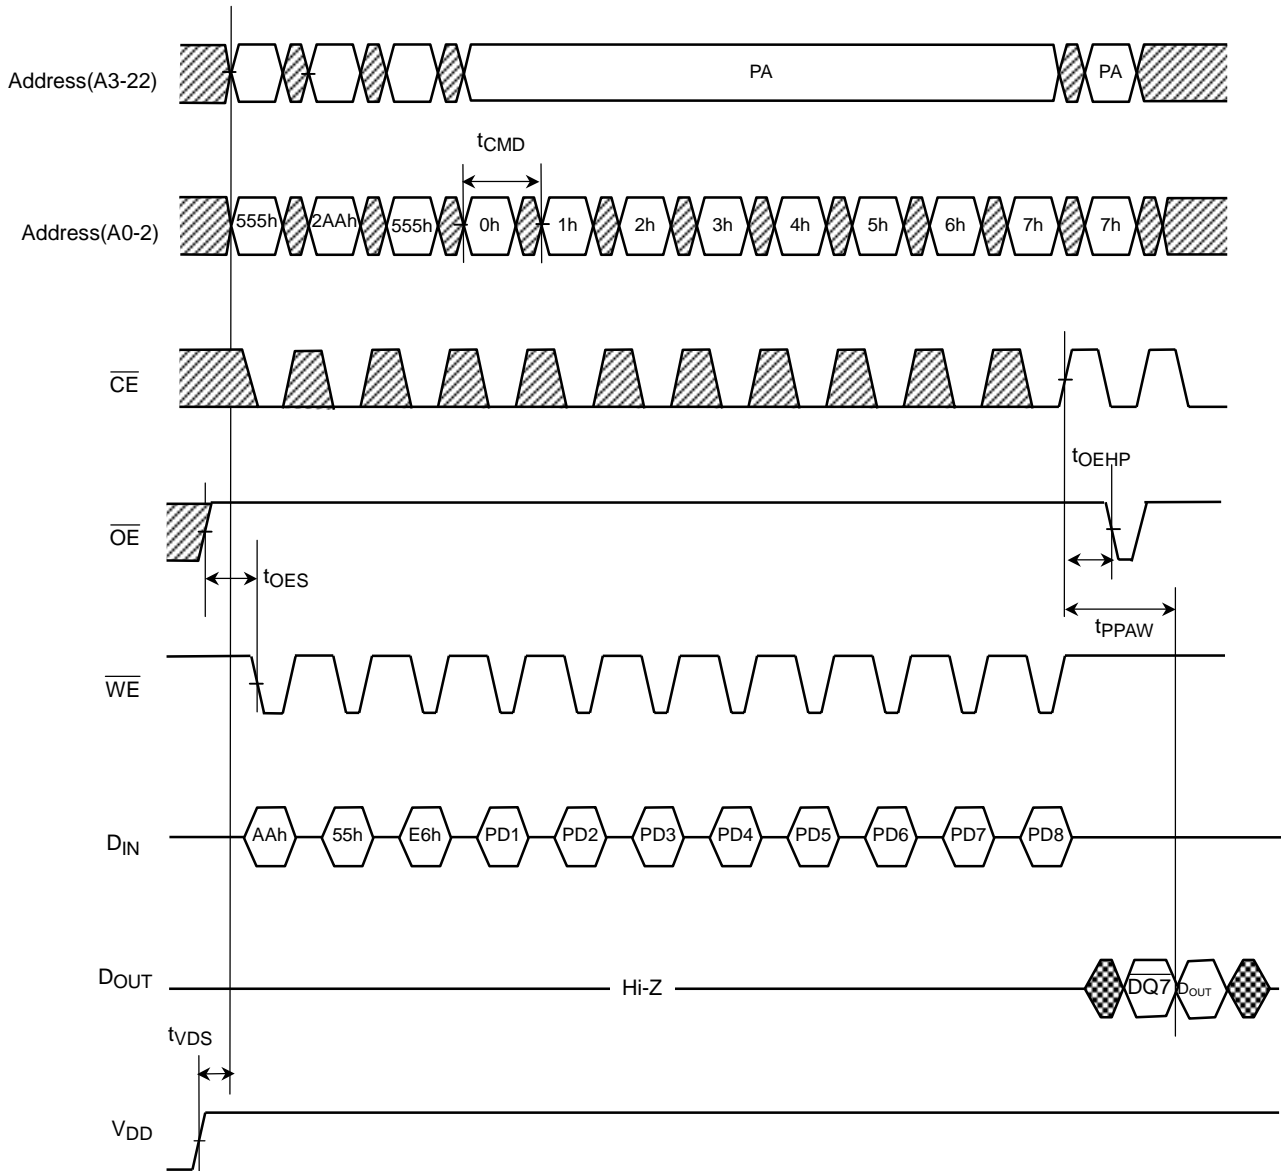 Address(A3-22) PA PA
tCMD
Address(A0-2) 555h 2AAh 555h 0h 1h 2h 3h 4h 5h 6h 7h 7h
CE
tOEHP
OE
tOES
tPPAW
WE
DIN AAh 55h E6h PD1 PD2 PD3 PD4 PD5 PD6 PD7 PD8
DOUT Hi-Z DQ7 DOUT
tVDS
VDD